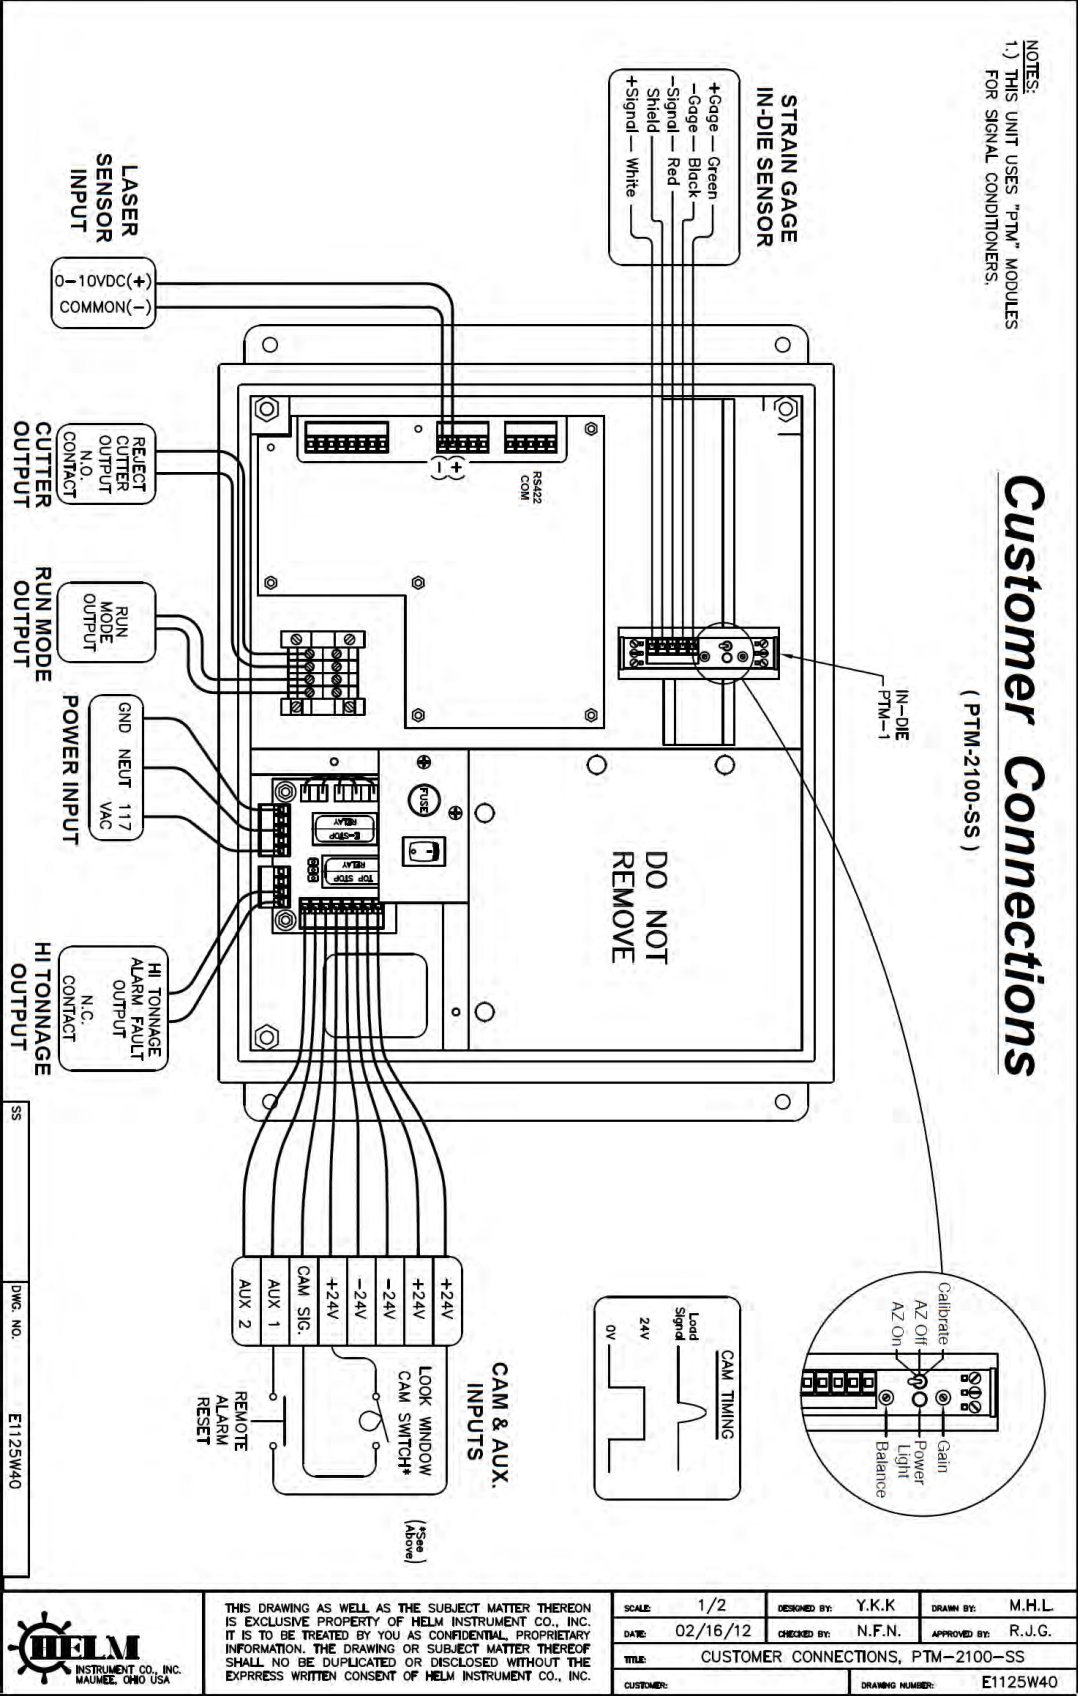 NOTES:
1.) THIS UNIT USES "PTM" MODULES
FOR SIGNAL CONDITIONERS.
Customer Connections
( PTM-2100-SS )
STRAIN GAGE
IN-DIE SENSOR
+Gage — Green
-Gage — Black
-Signal — Red
Shield
+Signal — White
IN-DIE
PTM-1
Calibrate
AZ Off
AZ On
Gain
Power
Light
Balance
LASER
SENSOR
INPUT
0-10VDC(+)
COMMON(-)
(+)
(-)
RS422
COM
DO NOT
REMOVE
FUSE
E-STOP
RELAY
TOP STOP
RELAY
CAM TIMING
Load
Signal
24V
0V
CUTTER
OUTPUT
REJECT
CUTTER
OUTPUT
N.O.
CONTACT
RUN MODE
OUTPUT
RUN
MODE
OUTPUT
POWER INPUT
GND NEUT 117
VAC
HI TONNAGE
OUTPUT
HI TONNAGE
ALARM FAULT
OUTPUT
N.C.
CONTACT
CAM & AUX.
INPUTS
+24V
+24V
-24V
-24V
+24V
CAM SIG.
AUX 1
AUX 2
LOOK WINDOW
CAM SWITCH*
(*See
Above)
REMOTE
ALARM
RESET
SS
DWG. NO.
E1125W40
HELM
INSTRUMENT CO., INC.
MAUMEE, OHIO USA
THIS DRAWING AS WELL AS THE SUBJECT MATTER THEREON
IS EXCLUSIVE PROPERTY OF HELM INSTRUMENT CO., INC.
IT IS TO BE TREATED BY YOU AS CONFIDENTIAL, PROPRIETARY
INFORMATION. THE DRAWING OR SUBJECT MATTER THEREOF
SHALL NO BE DUPLICATED OR DISCLOSED WITHOUT THE
EXPRRESS WRITTEN CONSENT OF HELM INSTRUMENT CO., INC.
SCALE: 1/2
DESIGNED BY: Y.K.K
DRAWN BY: M.H.L.
DATE: 02/16/12
CHECKED BY: N.F.N.
APPROVED BY: R.J.G.
TITLE: CUSTOMER CONNECTIONS, PTM-2100-SS
CUSTOMER:
DRAWING NUMBER: E1125W40